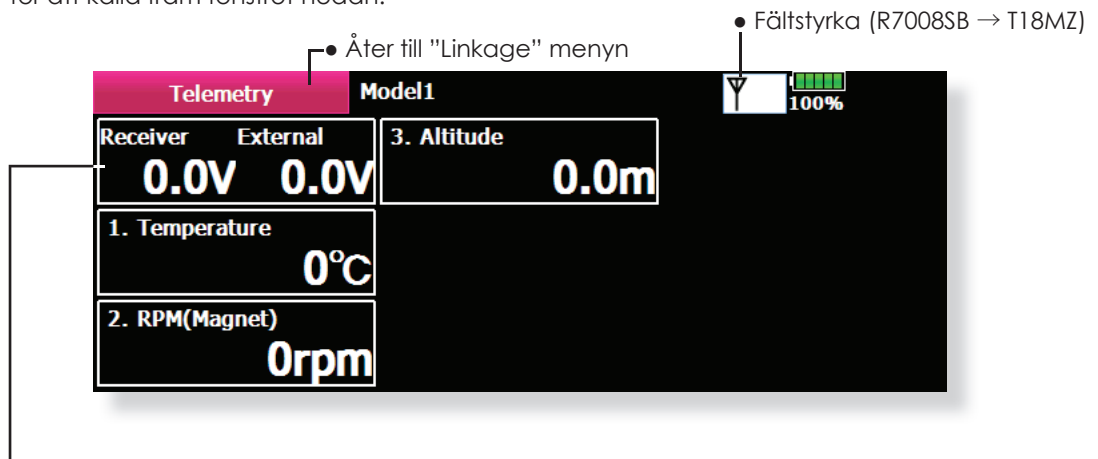 för att kalla fram fönstret nedan.
● Fältstyrka (R7008SB → T18MZ)
● Åter till ”Linkage” menyn
Telemetry
Model1
100%
Receiver External
0.0V 0.0V
3. Altitude
0.0m
1. Temperature
0°C
2. RPM(Magnet)
0rpm